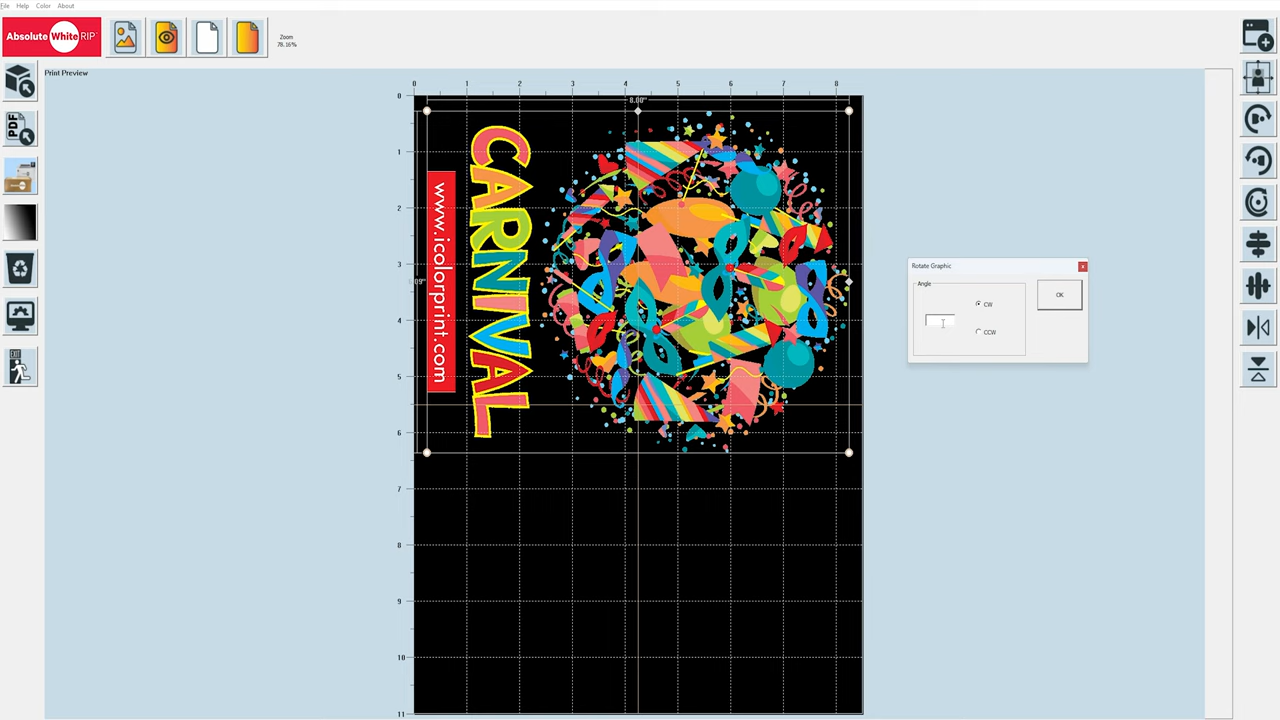 File Help Color About
Absolute White RIP
Zoom
78.16%
Print Preview
0 1 2 3 4 5 6 7 8
0
1
2
3
4
5
6
7
8
9
10
11
8.00"
CARNIVAL
www.icolorprint.com
Rotate Graphic
x
Angle
CW
CCW
OK
PDF
EXIT